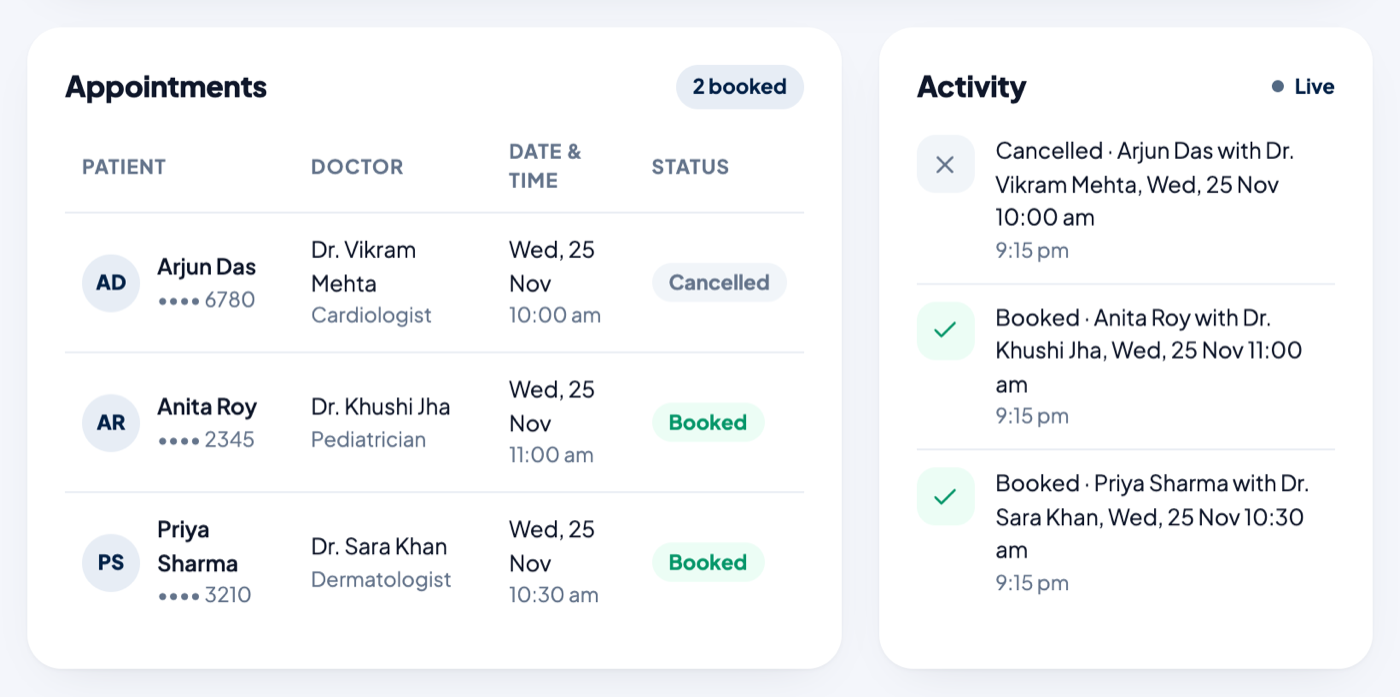 Appointments
2 booked
PATIENT
DOCTOR
DATE &
TIME
STATUS
AD
Arjun Das
•••• 6780
Dr. Vikram
Mehta
Cardiologist
Wed, 25
Nov
10:00 am
Cancelled
AR
Anita Roy
•••• 2345
Dr. Khushi Jha
Pediatrician
Wed, 25
Nov
11:00 am
Booked
PS
Priya
Sharma
•••• 3210
Dr. Sara Khan
Dermatologist
Wed, 25
Nov
10:30 am
Booked
Activity
Live
Cancelled · Arjun Das with Dr.
Vikram Mehta, Wed, 25 Nov
10:00 am
9:15 pm
Booked · Anita Roy with Dr.
Khushi Jha, Wed, 25 Nov 11:00
am
9:15 pm
Booked · Priya Sharma with Dr.
Sara Khan, Wed, 25 Nov 10:30
am
9:15 pm